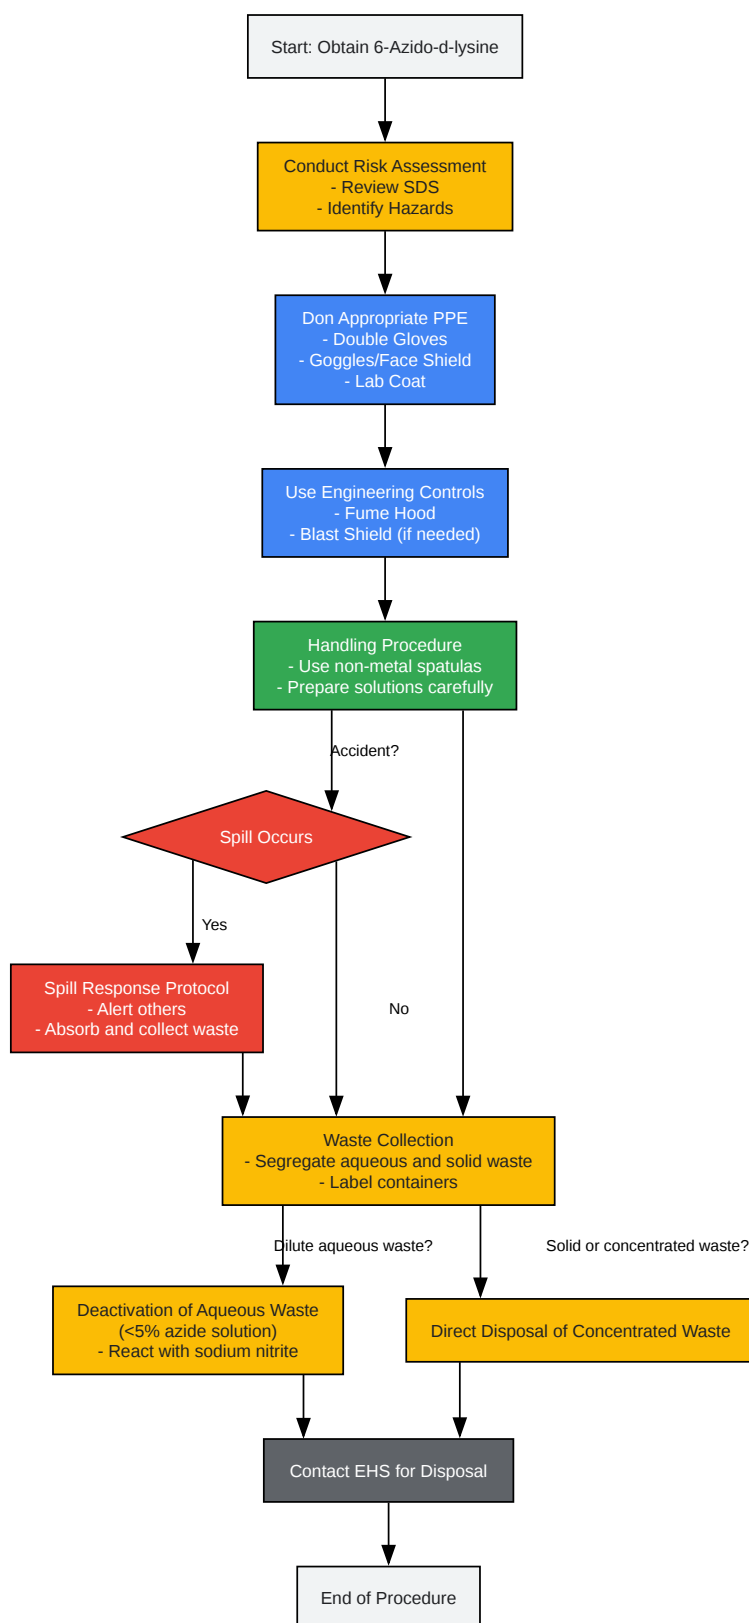 Start: Obtain 6-Azido-d-lysine
Conduct Risk Assessment
- Review SDS
- Identify Hazards
Don Appropriate PPE
- Double Gloves
- Goggles/Face Shield
- Lab Coat
Use Engineering Controls
- Fume Hood
- Blast Shield (if needed)
Handling Procedure
- Use non-metal spatulas
- Prepare solutions carefully
Accident?
Spill Occurs
Yes
Spill Response Protocol
- Alert others
- Absorb and collect waste
No
Waste Collection
- Segregate aqueous and solid waste
- Label containers
Dilute aqueous waste?
Solid or concentrated waste?
Deactivation of Aqueous Waste
(<5% azide solution)
- React with sodium nitrite
Direct Disposal of Concentrated Waste
Contact EHS for Disposal
End of Procedure